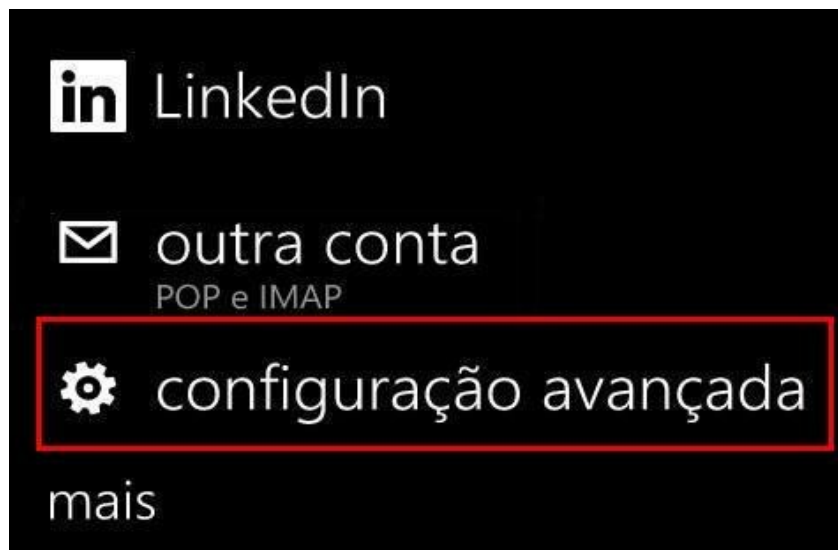 in LinkedIn
outra conta
POP e IMAP
configuração avançada
mais